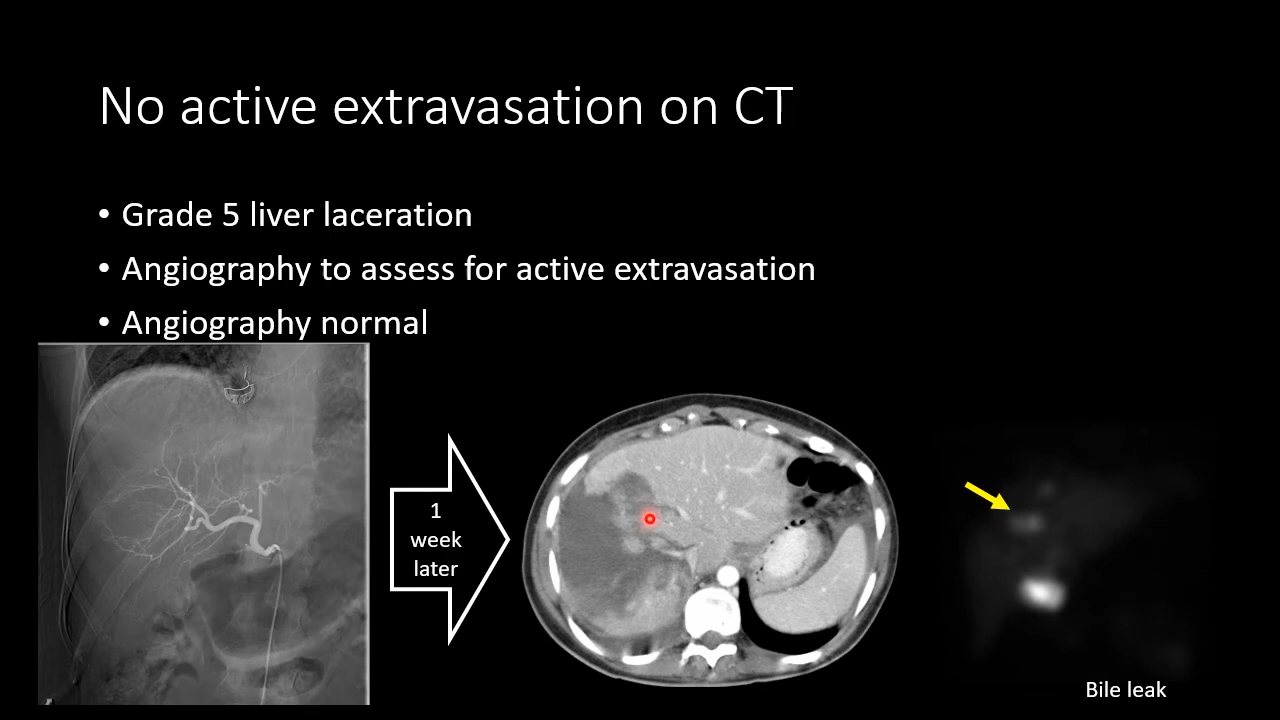 No active extravasation on CT
• Grade 5 liver laceration
• Angiography to assess for active extravasation
• Angiography normal
1
week
later
Bile leak